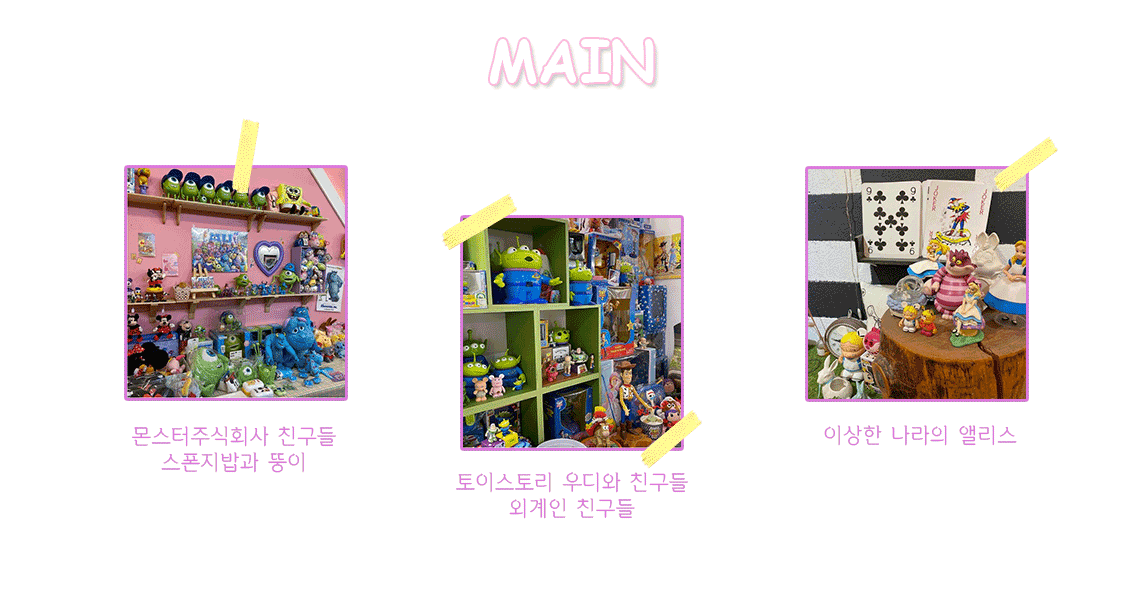 MAIN
몬스터주식회사 친구들
스폰지밥과 뚱이
토이스토리 우디와 친구들
외계인 친구들
이상한 나라의 앨리스